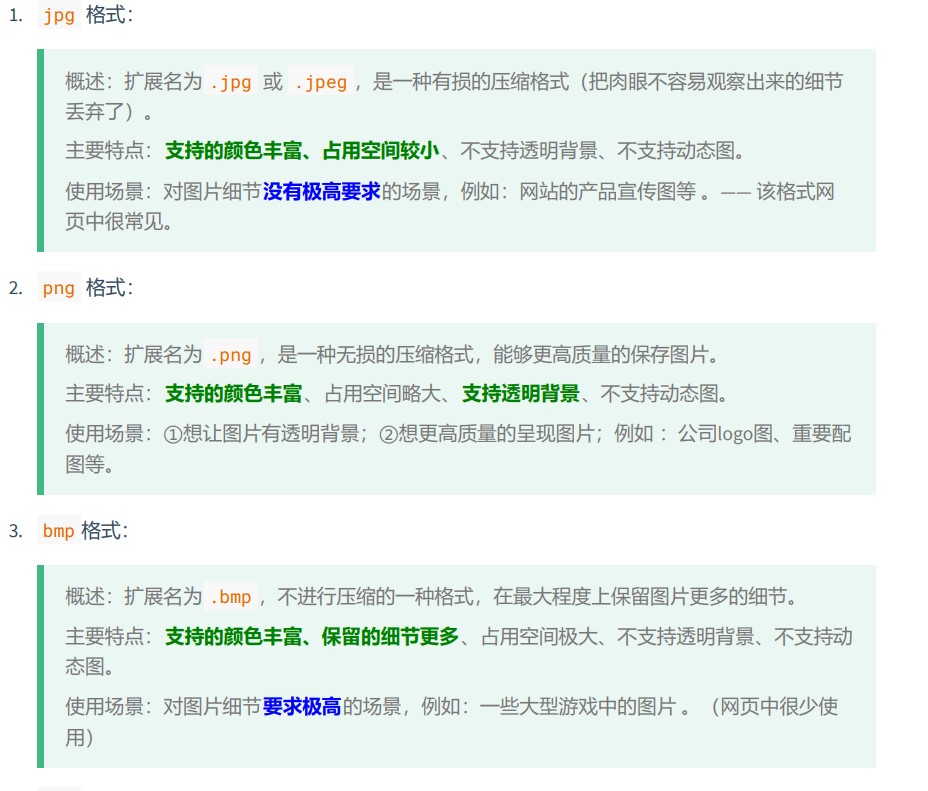 1. jpg 格式：
概述：扩展名为 .jpg 或 .jpeg ，是一种有损的压缩格式（把肉眼不容易观察出来的细节
丢弃了）。
主要特点：支持的颜色丰富、占用空间较小、不支持透明背景、不支持动态图。
使用场景：对图片细节没有极高要求的场景，例如：网站的产品宣传图等 。—— 该格式网
页中很常见。
2. png 格式：
概述：扩展名为 .png ，是一种无损的压缩格式，能够更高质量的保存图片。
主要特点：支持的颜色丰富、占用空间略大、支持透明背景、不支持动态图。
使用场景：①想让图片有透明背景；②想更高质量的呈现图片；例如 ：公司logo图、重要配
图等。
3. bmp 格式：
概述：扩展名为 .bmp ，不进行压缩的一种格式，在最大程度上保留图片更多的细节。
主要特点：支持的颜色丰富、保留的细节更多、占用空间极大、不支持透明背景、不支持动
态图。
使用场景：对图片细节要求极高的场景，例如：一些大型游戏中的图片 。（网页中很少使
用）